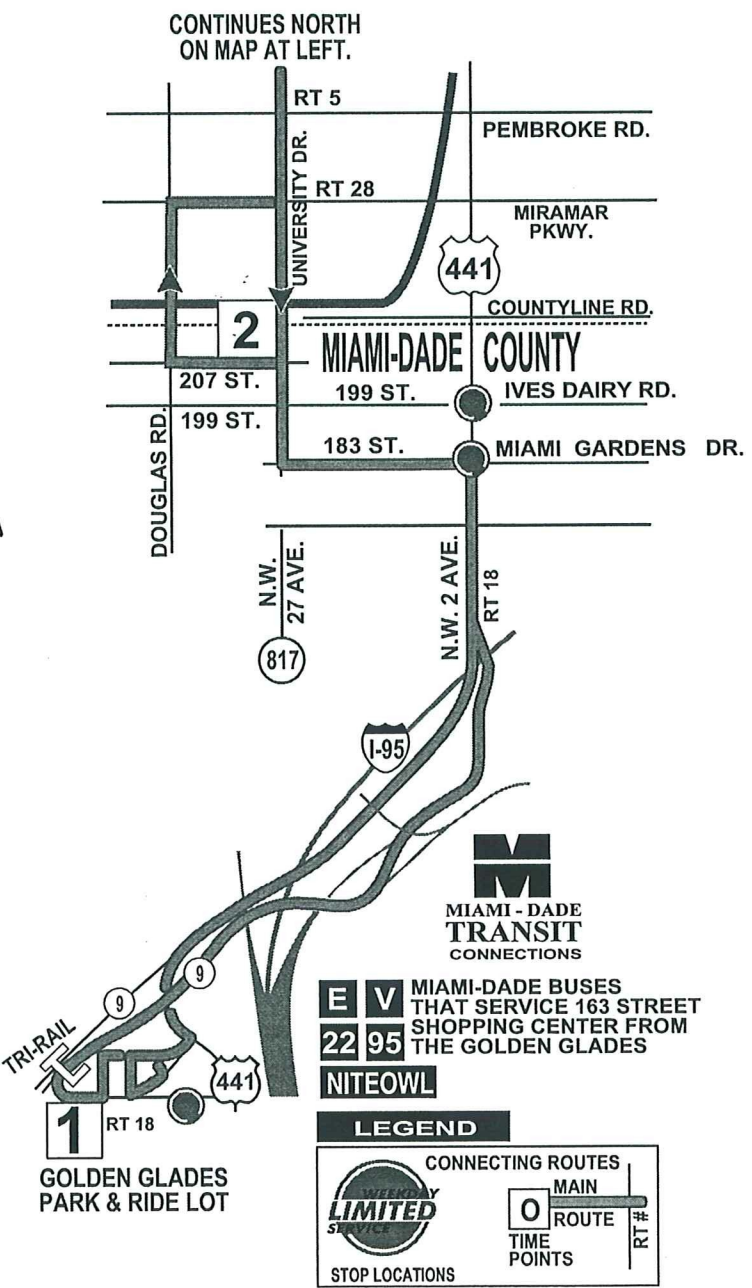 CONTINUES NORTH
ON MAP AT LEFT.
RT 5
PEMBROKE RD.
UNIVERSITY DR.
RT 28
MIRAMAR
PKWY.
441
COUNTYLINE RD.
2
MIAMI-DADE COUNTY
207 ST.
199 ST.
IVES DAIRY RD.
199 ST.
183 ST.
MIAMI GARDENS DR.
DOUGLAS RD.
N.W.
27 AVE.
817
N.W. 2 AVE.
RT 18
I-95
MIAMI - DADE
TRANSIT
CONNECTIONS
9
9
TRI-RAIL
441
1
RT 18
GOLDEN GLADES
PARK & RIDE LOT
E V
22 95
NITEOWL
MIAMI-DADE BUSES
THAT SERVICE 163 STREET
SHOPPING CENTER FROM
THE GOLDEN GLADES
LEGEND
WEEKDAY
LIMITED
SERVICE
STOP LOCATIONS
CONNECTING ROUTES
MAIN
ROUTE
O
TIME
POINTS
RT #